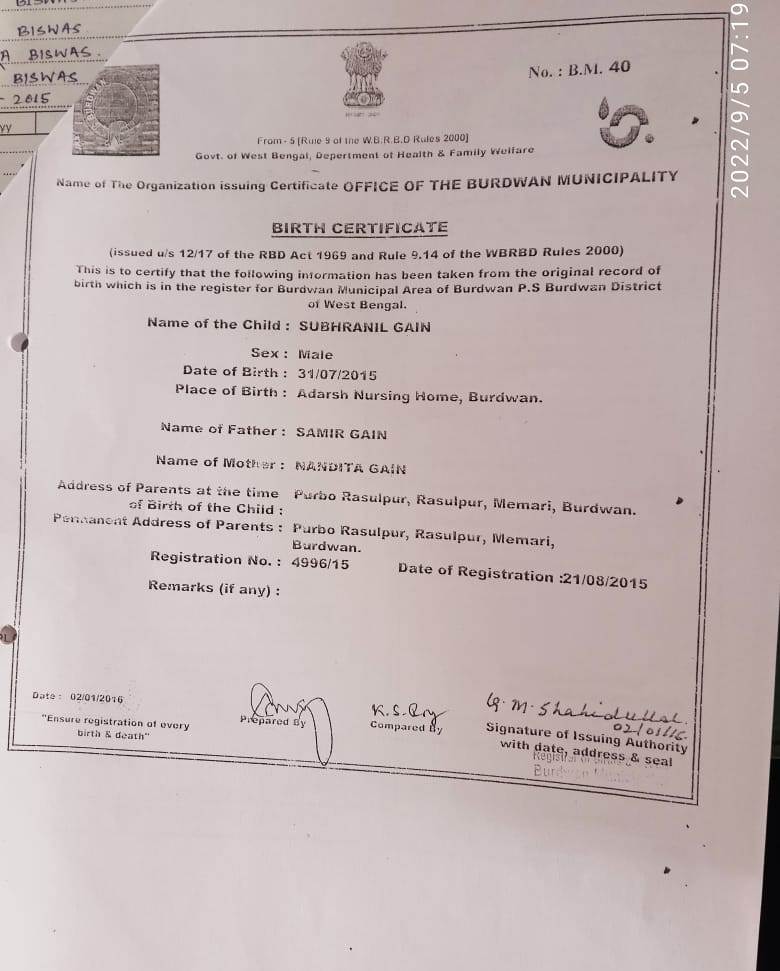 BISWAS
A BISWAS.
BISWAS
- 2015
YY
2022/9/5 07:19
No. : B.M. 40
From - 5 [Rule 9 of the W.B.R.B.D Rules 2000]
Govt. of West Bengal, Depertment of Health & Family Welfare
Name of The Organization issuing Certificate OFFICE OF THE BURDWAN MUNICIPALITY
BIRTH CERTIFICATE
(issued u/s 12/17 of the RBD Act 1969 and Rule 9.14 of the WBRBD Rules 2000)
This is to certify that the following information has been taken from the original record of
birth which is in the register for Burdwan Municipal Area of Burdwan P.S Burdwan District
of West Bengal.
Name of the Child : SUBHRANIL GAIN
Sex : Male
Date of Birth : 31/07/2015
Place of Birth : Adarsh Nursing Home, Burdwan.
Name of Father : SAMIR GAIN
Name of Mother : NANDITA GAIN
Address of Parents at the time Purbo Rasulpur, Rasulpur, Memari, Burdwan.
of Birth of the Child :
Permanent Address of Parents : Purbo Rasulpur, Rasulpur, Memari,
Burdwan.
Registration No. : 4996/15 Date of Registration :21/08/2015
Remarks (if any) :
Date : 02/01/2016
"Ensure registration of every
birth & death"
Prepared By
K.S. Roy
Compared By
G. M. Shahidullal.
02/01/16.
Signature of Issuing Authority
with date, address & seal
Burdwan